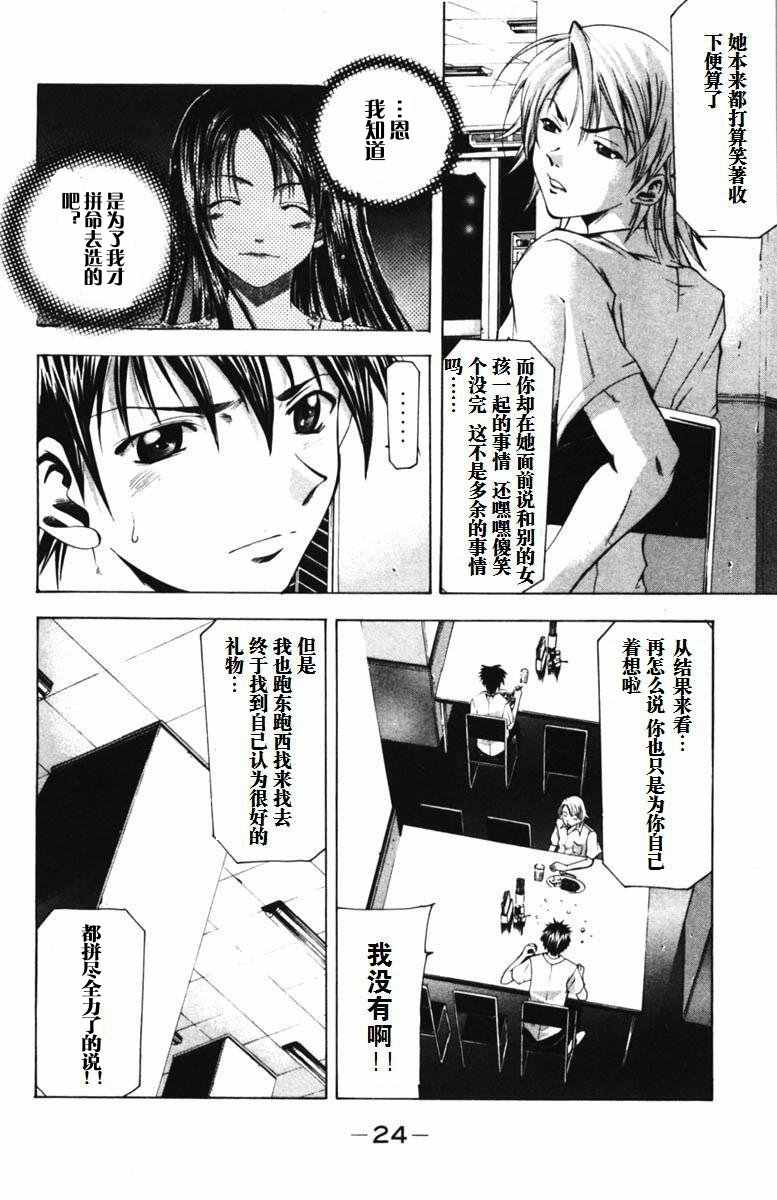 她本来都打算笑著收
下便算了
而你却在她面前说和别的女
孩一起的事情 还嘿嘿傻笑
个没完 这不是多余的事情
吗……
…恩
我知道
是为了我才
拼命去选的
吧?
……
从结果来看…
再怎么说 你也只是为你自己
着想啦
我没有啊!!
但是
我也跑东跑西找来找去
终于找到自己认为很好的
礼物…
都拼尽全力了的说!!
—24—